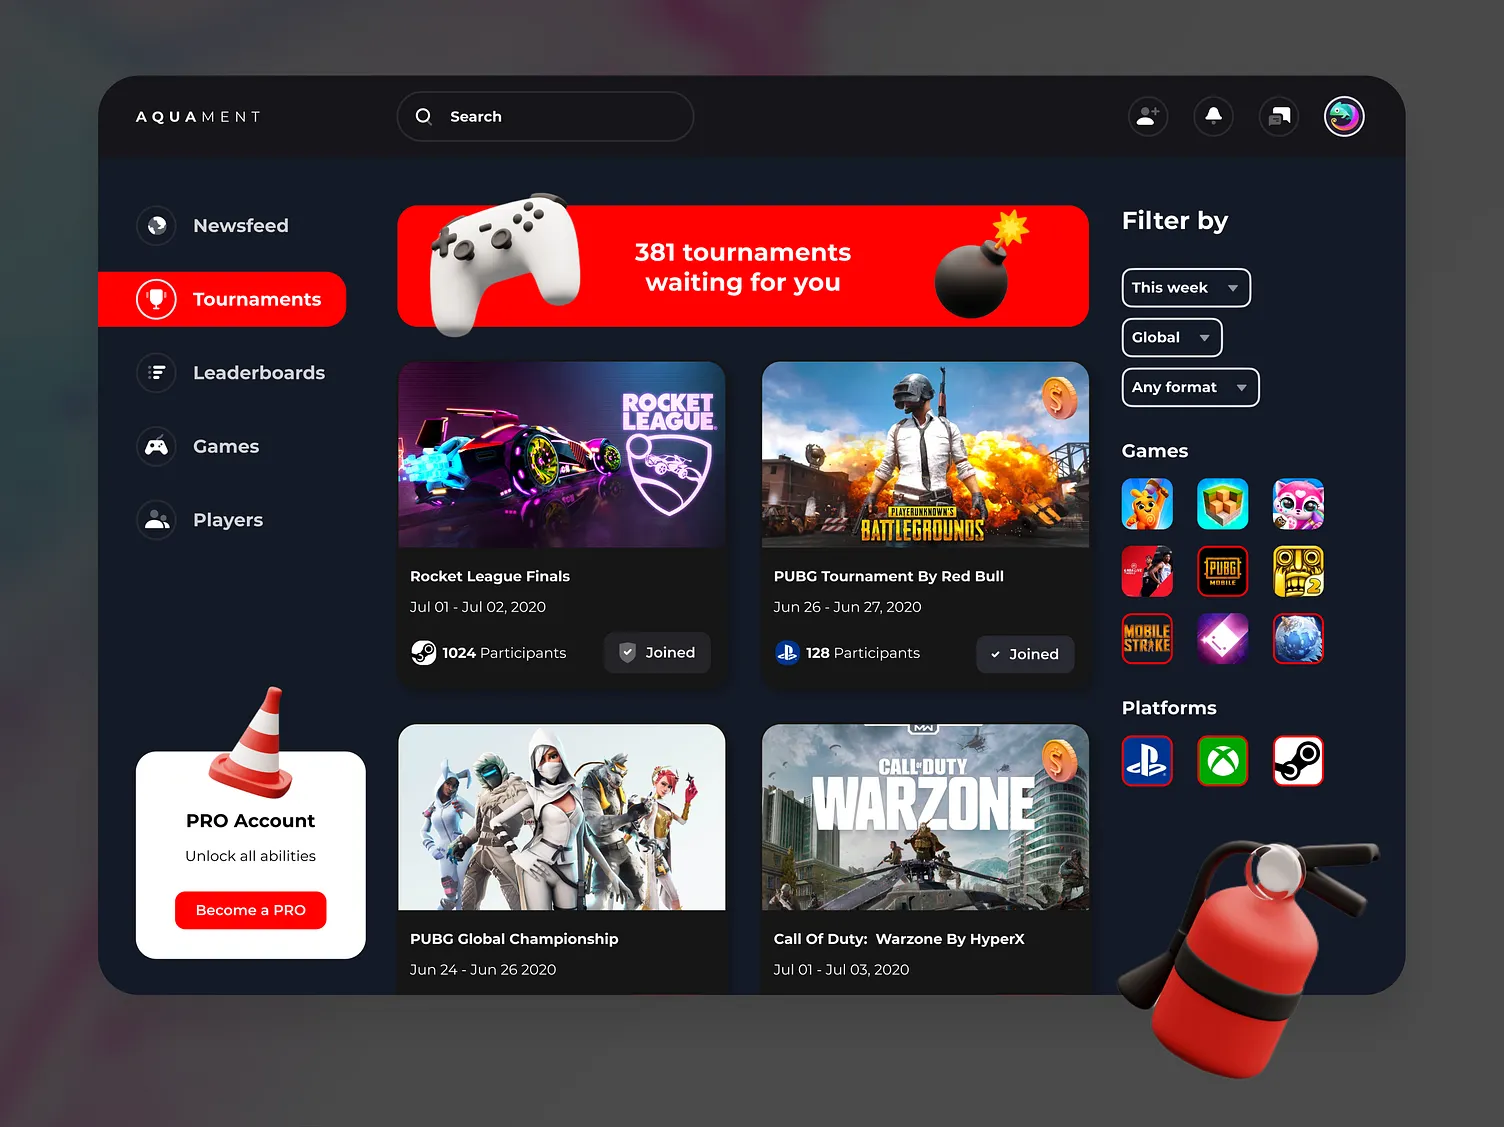 AQUAMENT
Search
Newsfeed
Tournaments
Leaderboards
Games
Players
PRO Account
Unlock all abilities
Become a PRO
381 tournaments
waiting for you
ROCKET
LEAGUE
Rocket League Finals
Jul 01 - Jul 02, 2020
1024 Participants
Joined
PLAYERUNKNOWN'S
BATTLEGROUNDS
PUBG Tournament By Red Bull
Jun 26 - Jun 27, 2020
128 Participants
Joined
PUBG Global Championship
Jun 24 - Jun 26 2020
CALL OF DUTY
WARZONE
Call Of Duty:  Warzone By HyperX
Jul 01 - Jul 03, 2020
Filter by
This week
Global
Any format
Games
PUBG
MOBILE
2
MOBILE
STRIKE
Platforms